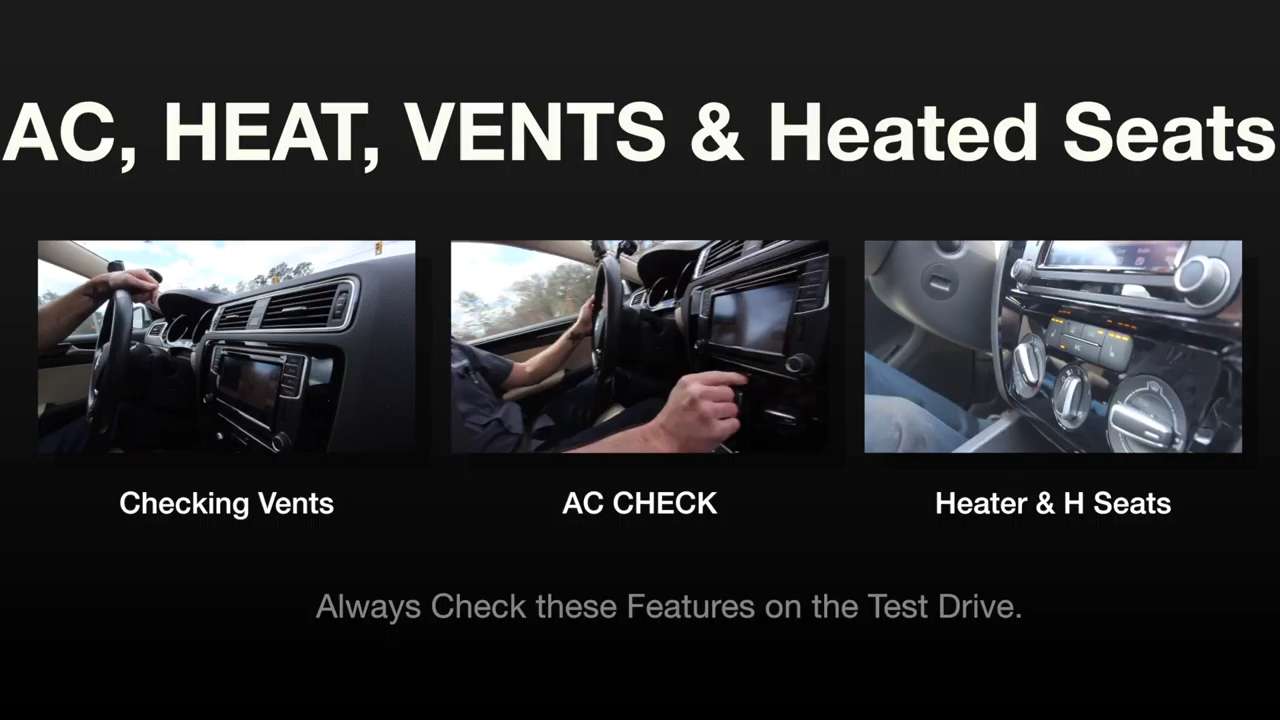 AC, HEAT, VENTS & Heated Seats
Checking Vents
AC CHECK
Heater & H Seats
Always Check these Features on the Test Drive.